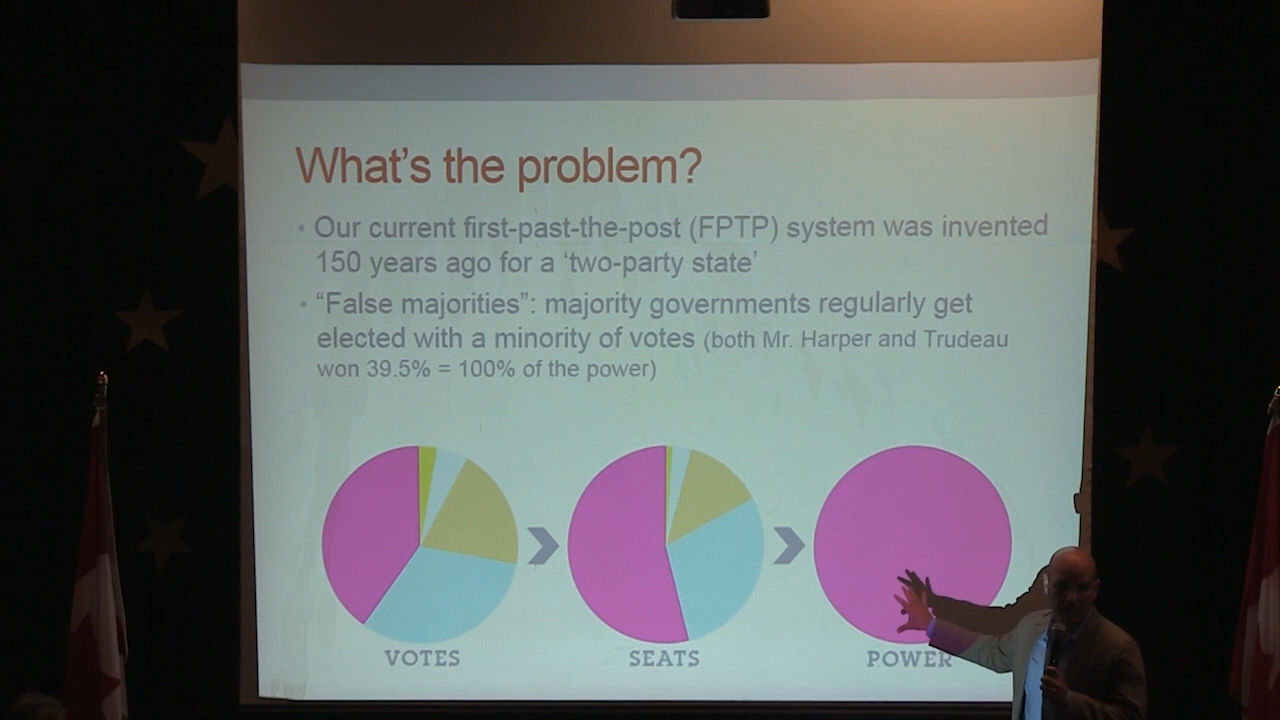 What's the problem?
• Our current first-past-the-post (FPTP) system was invented
150 years ago for a 'two-party state'
• “False majorities”: majority governments regularly get
elected with a minority of votes (both Mr. Harper and Trudeau
won 39.5% = 100% of the power)
VOTES
SEATS
POWER